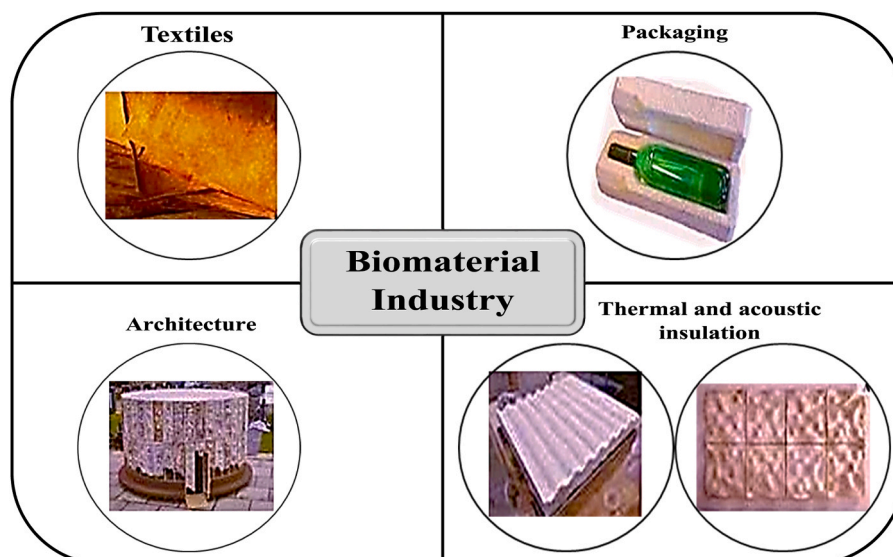 Textiles
Packaging
Biomaterial
Industry
Architecture
Thermal and acoustic
insulation